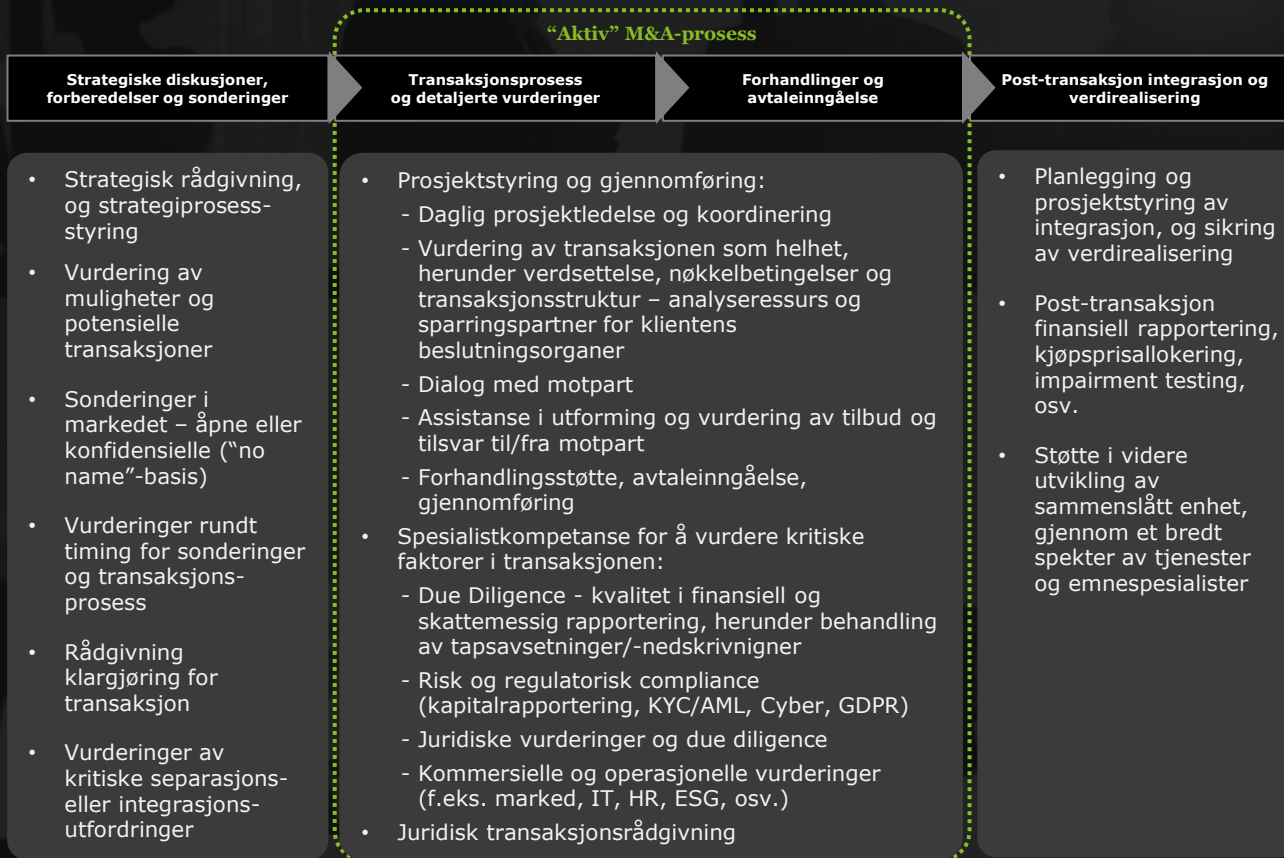 “Aktiv” M&A-prosess
Strategiske diskusjoner,
forberedelser og sonderinger
Transaksjonsprosess
og detaljerte vurderinger
Forhandlinger og
avtaleinngåelse
Post-transaksjon integrasjon og
verdirealisering
• Strategisk rådgivning,
og strategiprosess-
styring
• Vurdering av
muligheter og
potensielle
transaksjoner
• Sonderinger i
markedet – åpne eller
konfidensielle (“no
name”-basis)
• Vurderinger rundt
timing for sonderinger
og transaksjons-
prosess
• Rådgivning
klargjøring for
transaksjon
• Vurderinger av
kritiske separasjons-
eller integrasjons-
utfordringer
• Prosjektstyring og gjennomføring:
- Daglig prosjektledelse og koordinering
- Vurdering av transaksjonen som helhet,
herunder verdsettelse, nøkkelbetingelser og
transaksjonsstruktur – analyseressurs og
sparringspartner for klientens
beslutningsorganer
- Dialog med motpart
- Assistanse i utforming og vurdering av tilbud og
tilsvar til/fra motpart
- Forhandlingsstøtte, avtaleinngåelse,
gjennomføring
• Spesialistkompetanse for å vurdere kritiske
faktorer i transaksjonen:
- Due Diligence - kvalitet i finansiell og
skattemessig rapportering, herunder behandling
av tapsavsetninger/-nedskrivnigner
- Risk og regulatorisk compliance
(kapitalrapportering, KYC/AML, Cyber, GDPR)
- Juridiske vurderinger og due diligence
- Kommersielle og operasjonelle vurderinger
(f.eks. marked, IT, HR, ESG, osv.)
• Juridisk transaksjonsrådgivning
• Planlegging og
prosjektstyring av
integrasjon, og sikring
av verdirealisering
• Post-transaksjon
finansiell rapportering,
kjøpsprisallokering,
impairment testing,
osv.
• Støtte i videre
utvikling av
sammenslått enhet,
gjennom et bredt
spekter av tjenester
og emnespesialister